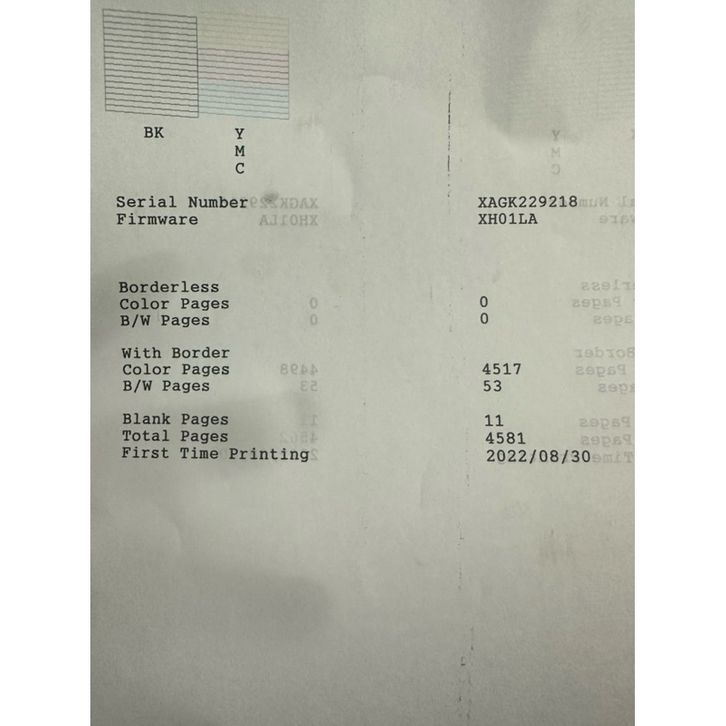 BK
Y
M
C
Serial Number XAGK229218
Firmware XH01LA
Borderless
Color Pages 0
B/W Pages 0
With Border
Color Pages 4517
B/W Pages 53
Blank Pages 11
Total Pages 4581
First Time Printing 2022/08/30